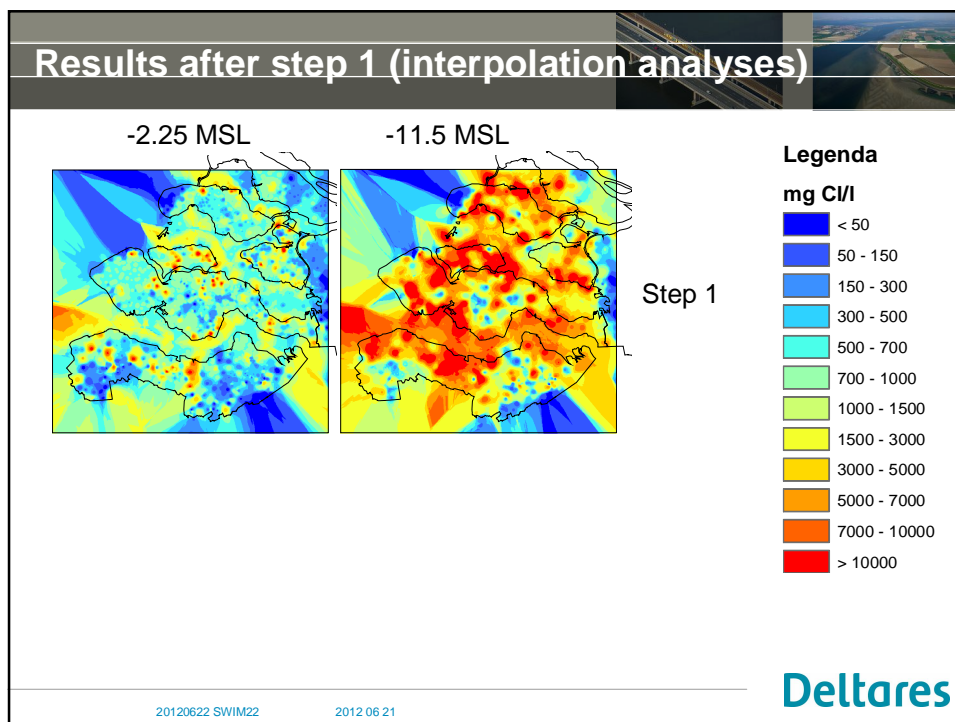 Results after step 1 (interpolation analyses)
-2.25 MSL
-11.5 MSL
Step 1
Legenda
mg Cl/l
< 50
50 - 150
150 - 300
300 - 500
500 - 700
700 - 1000
1000 - 1500
1500 - 3000
3000 - 5000
5000 - 7000
7000 - 10000
> 10000
20120622 SWIM22
2012 06 21
Deltares